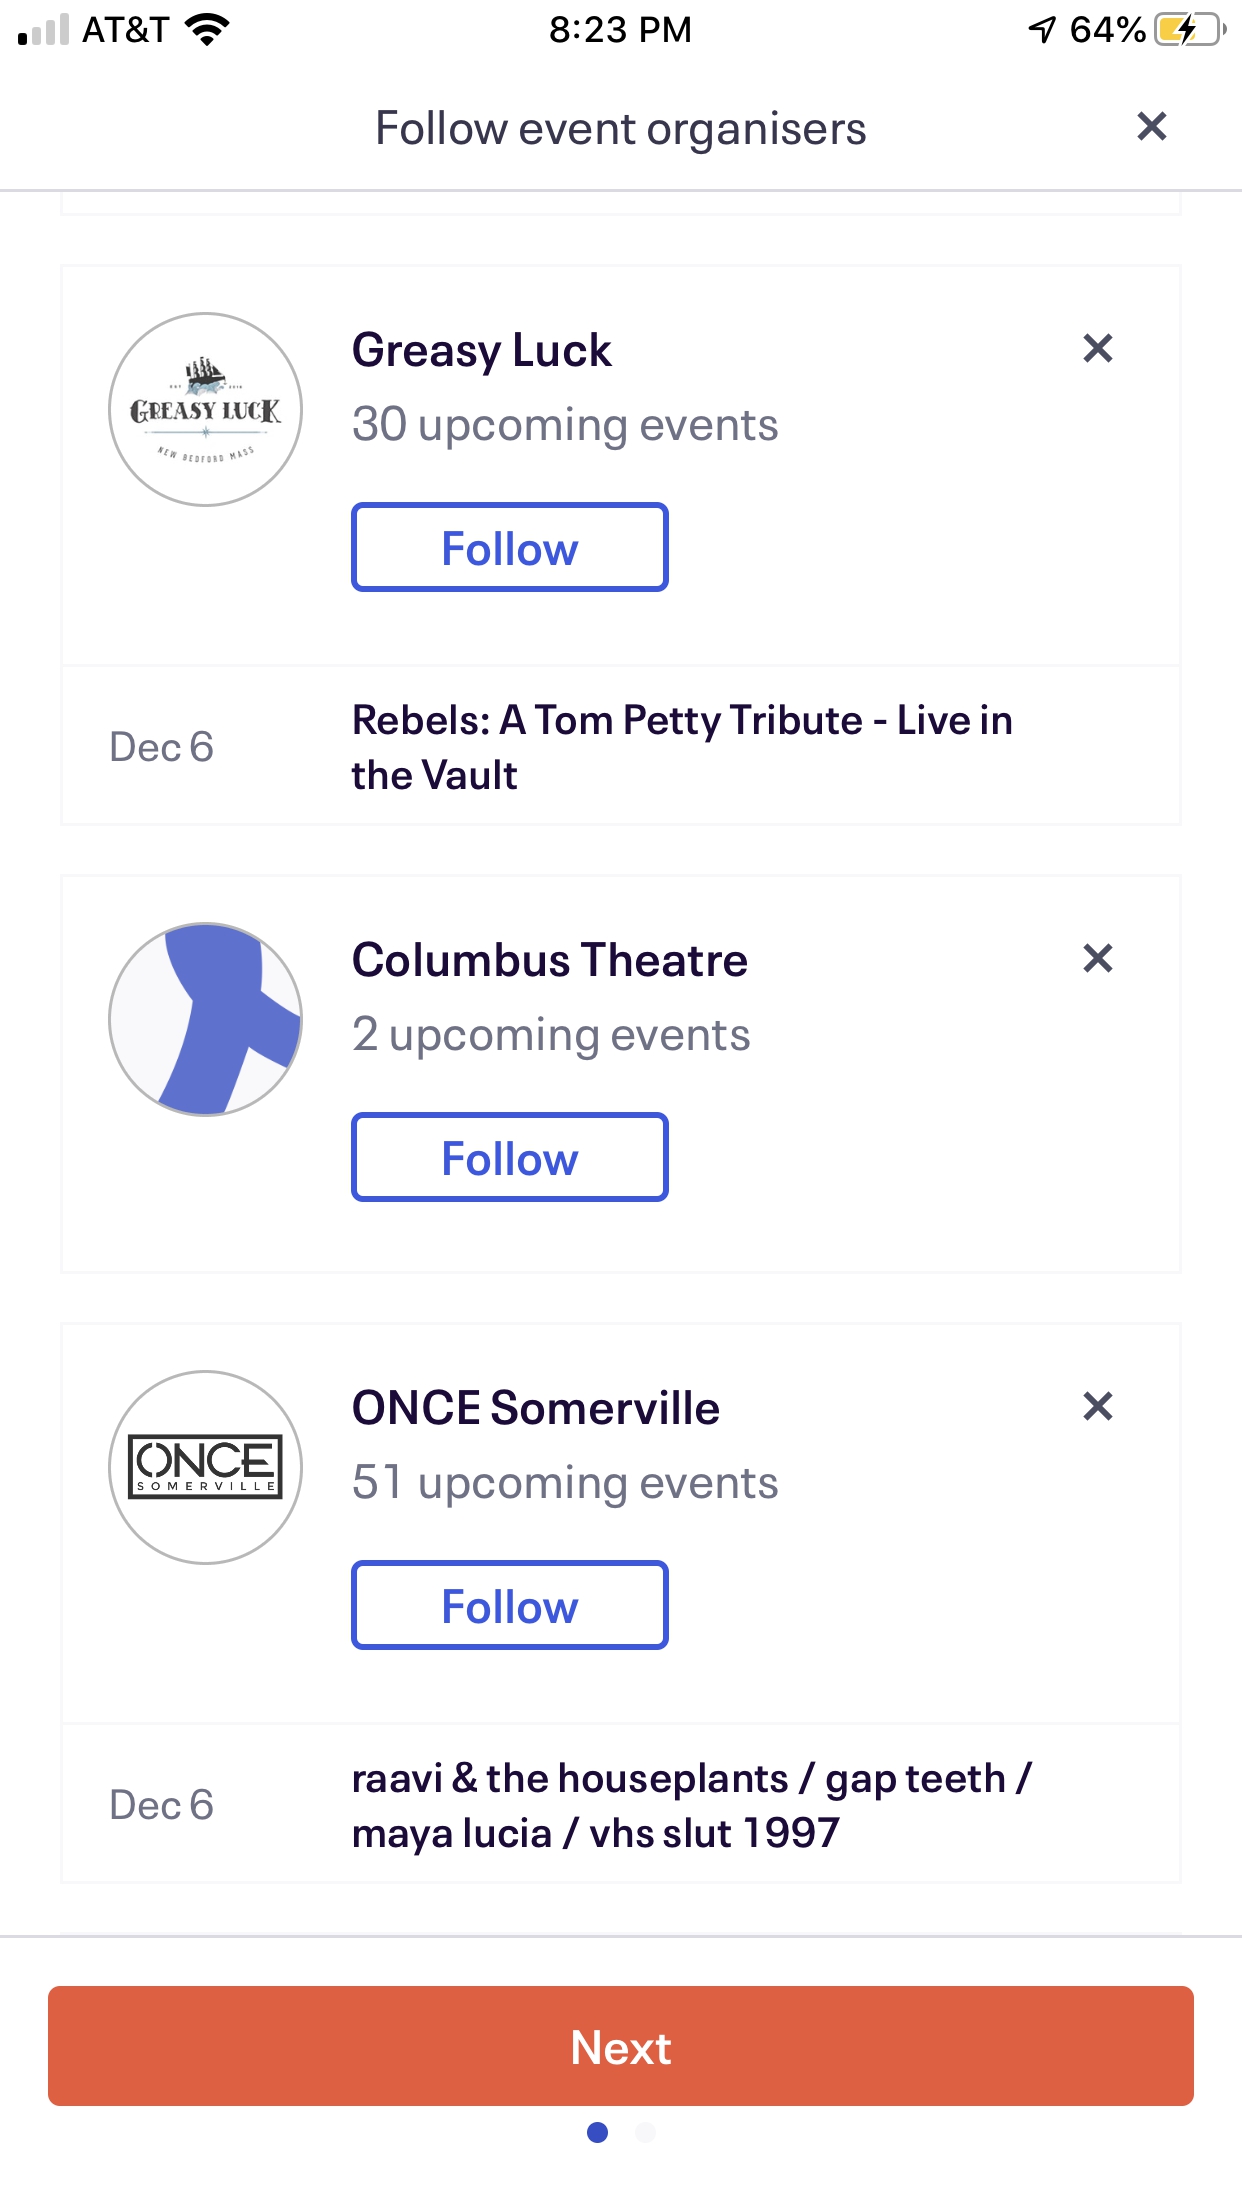 AT&T 8:23 PM 64%
Follow event organisers
Greasy Luck
30 upcoming events
EST 2016
GREASY LUCK
NEW BEDFORD MASS
Follow
Dec 6
Rebels: A Tom Petty Tribute - Live in
the Vault
Columbus Theatre
2 upcoming events
Follow
ONCE Somerville
51 upcoming events
ONCE
SOMERVILLE
Follow
Dec 6
raavi & the houseplants / gap teeth /
maya lucia / vhs slut 1997
Next